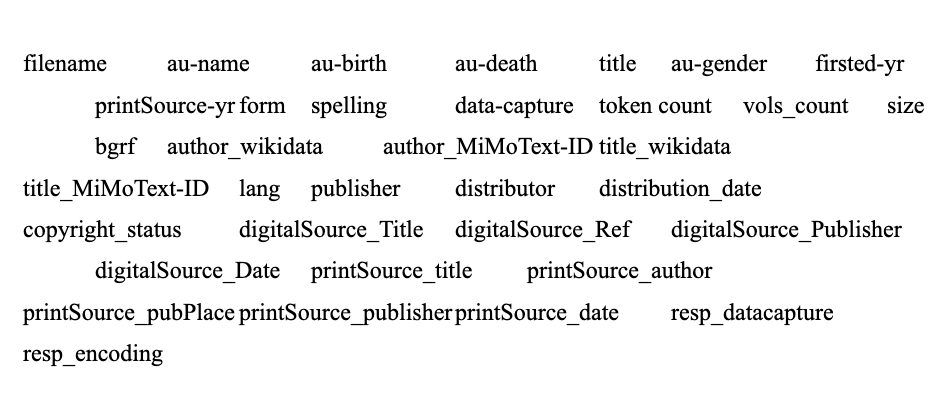 filename au-name au-birth au-death title au-gender firsted-yr
printSource-yr form spelling data-capture token count vols_count size
bgrf author_wikidata author_MiMoText-ID title_wikidata
title_MiMoText-ID lang publisher distributor distribution_date
copyright_status digitalSource_Title digitalSource_Ref digitalSource_Publisher
digitalSource_Date printSource_title printSource_author
printSource_pubPlace printSource_publisher printSource_date resp_datacapture
resp_encoding